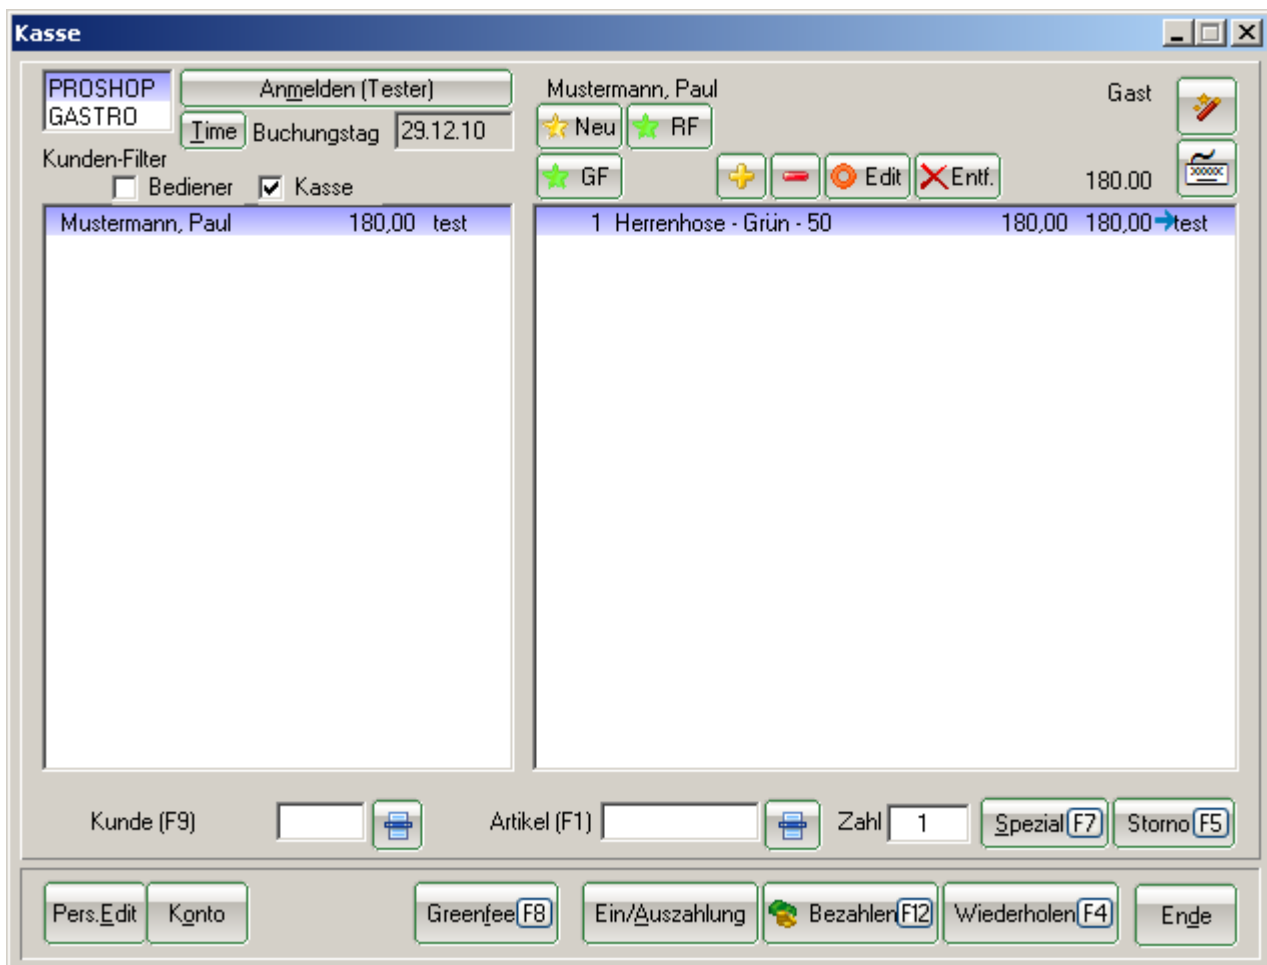 Kasse
PROSHOP
GASTRO
Anmelden (Tester)
Time Buchungstag 29.12.10
Kunden-Filter
Bediener Kasse
Mustermann, Paul Gast
Neu RF
GF Edit Entf. 180.00
Mustermann, Paul 180,00 test
1 Herrenhose - Grün - 50 180,00 180,00 test
Kunde (F9) Artikel (F1) Zahl 1 Spezial F7 Storno F5
Pers.Edit Konto Greenfee F8 Ein/Auszahlung Bezahlen F12 Wiederholen F4 Ende